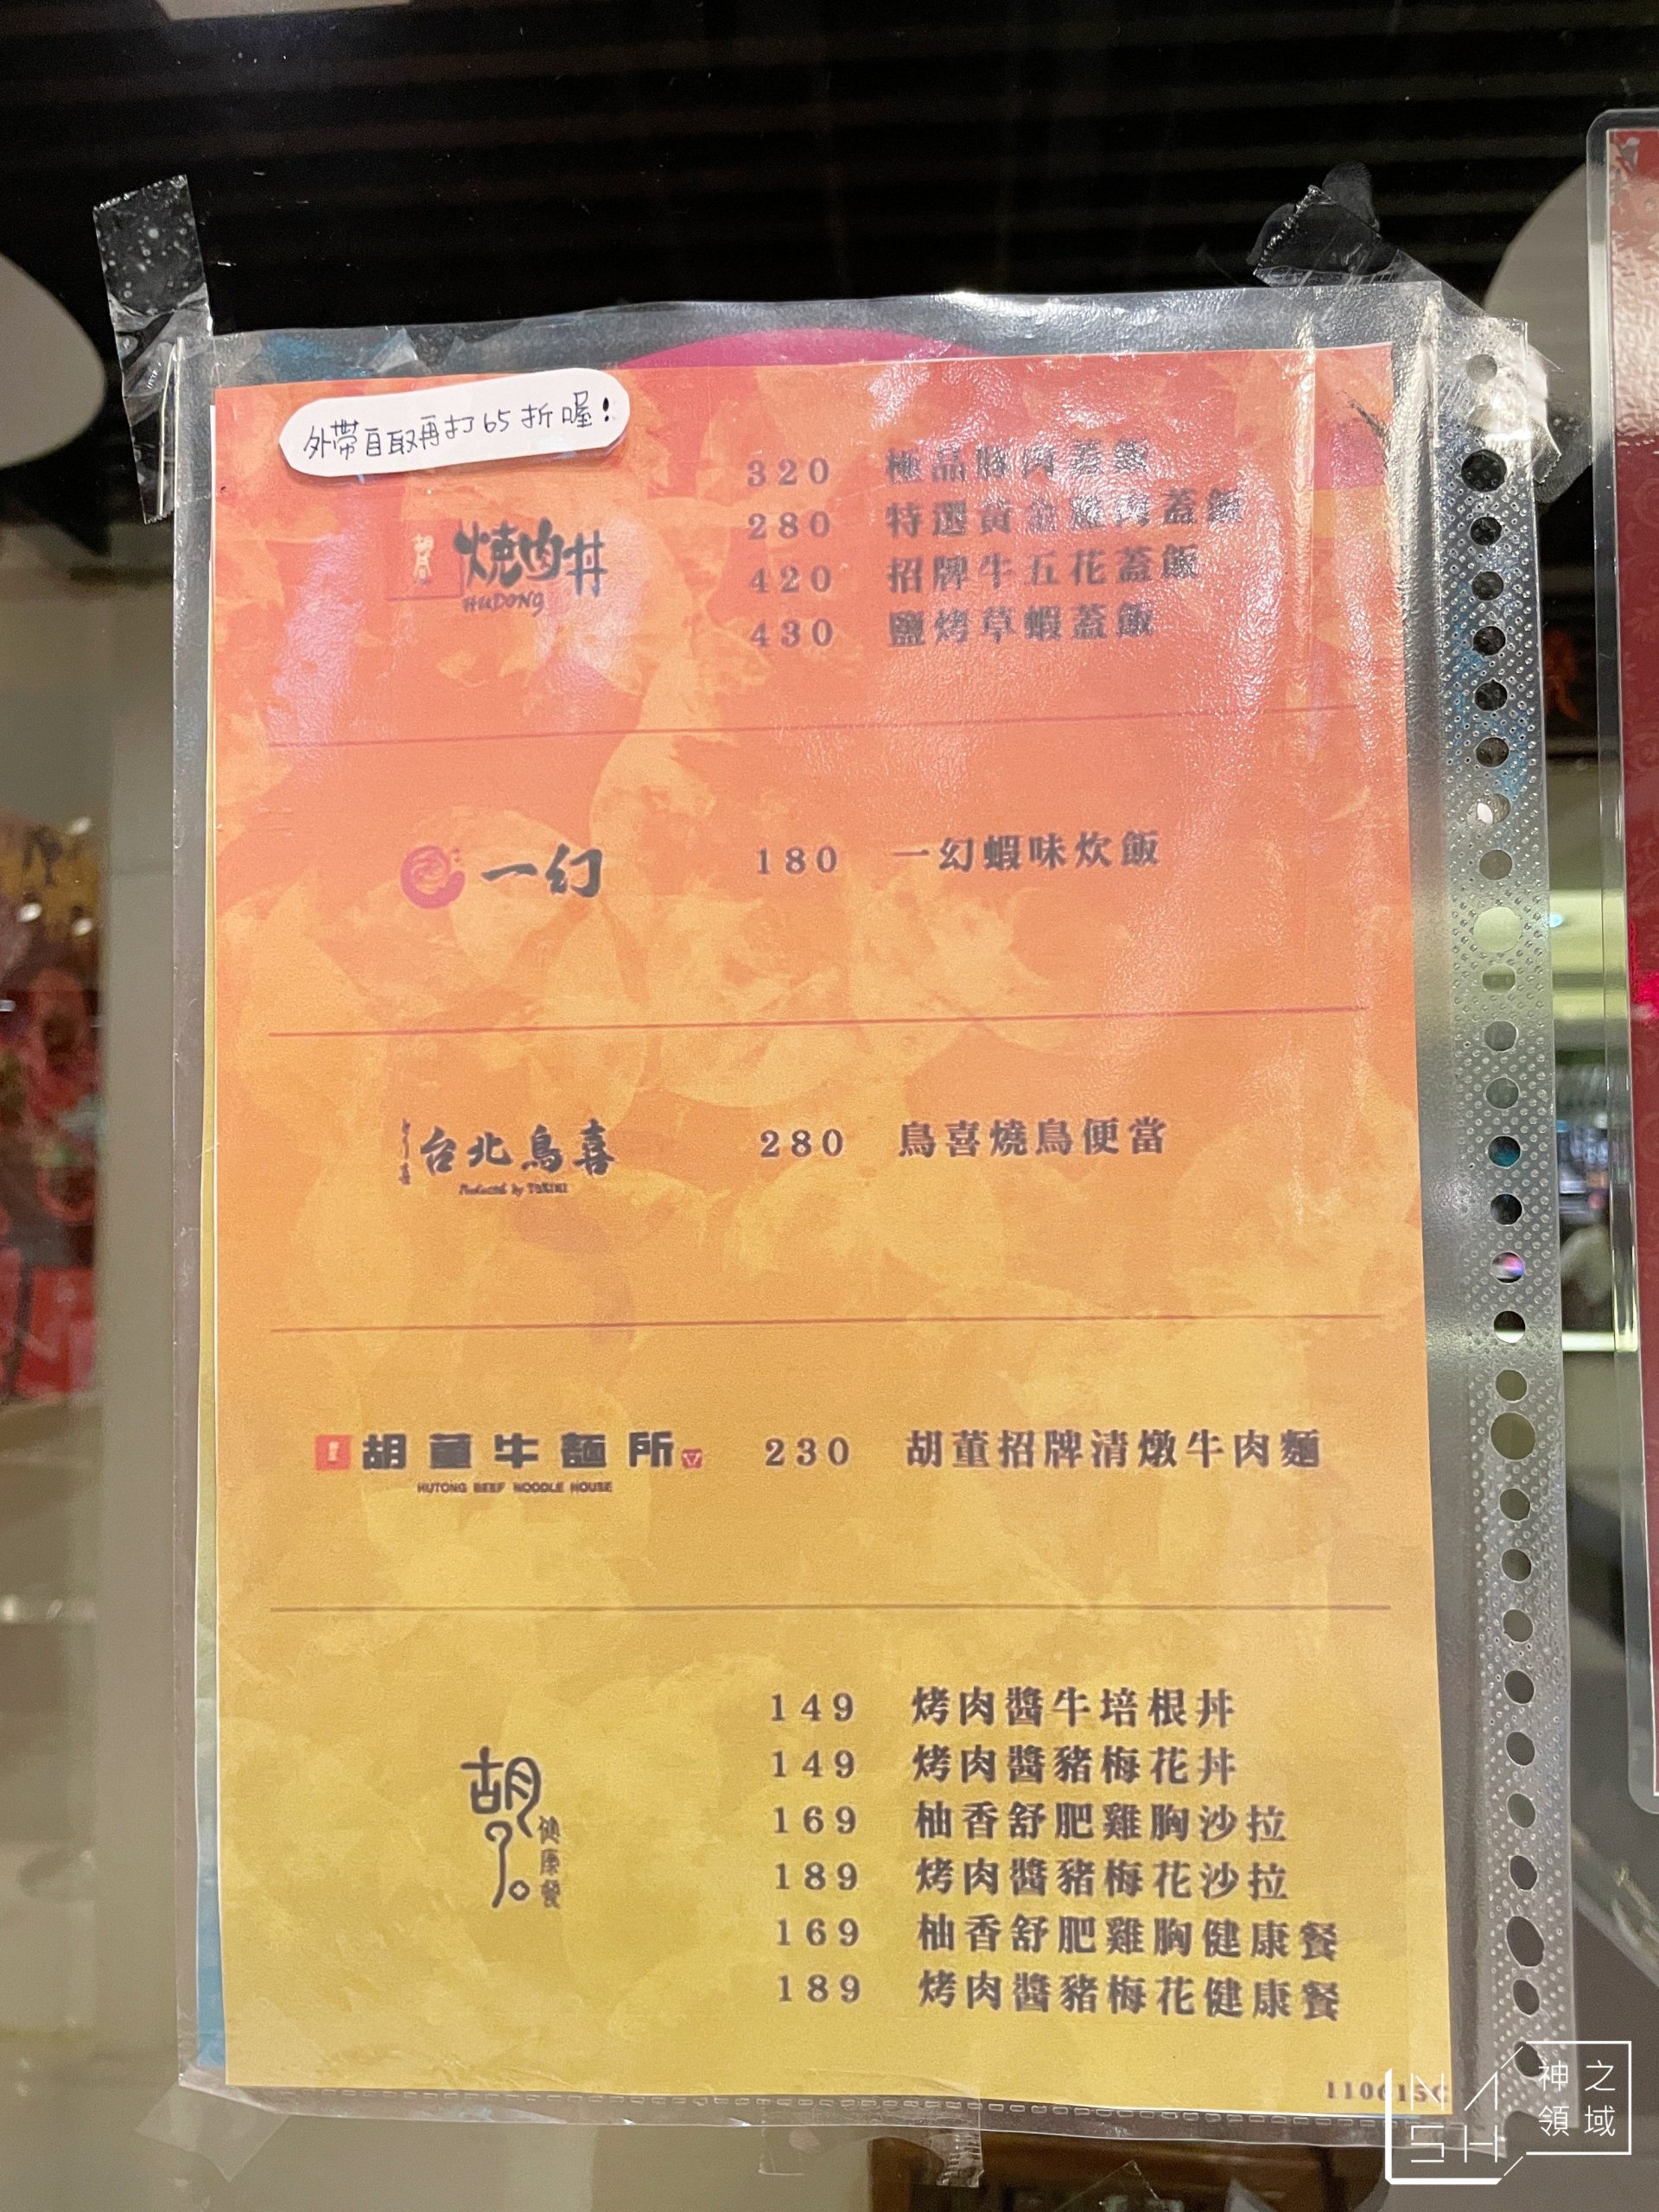 外帶自取再打65折喔!
燒肉丼
HUDONG
320 極品豚肉蓋飯
280 特選黃金雞肉蓋飯
420 招牌牛五花蓋飯
430 鹽烤草蝦蓋飯
一幻
180 一幻蝦味炊飯
台北鳥喜
Produced by TORIKI
280 鳥喜燒鳥便當
胡董牛麵所
HUTONG BEEF NOODLE HOUSE
230 胡董招牌清燉牛肉麵
胡
健康餐
149 烤肉醬牛培根丼
149 烤肉醬豬梅花丼
169 柚香舒肥雞胸沙拉
189 烤肉醬豬梅花沙拉
169 柚香舒肥雞胸健康餐
189 烤肉醬豬梅花健康餐
110615C
NASH
神之領域